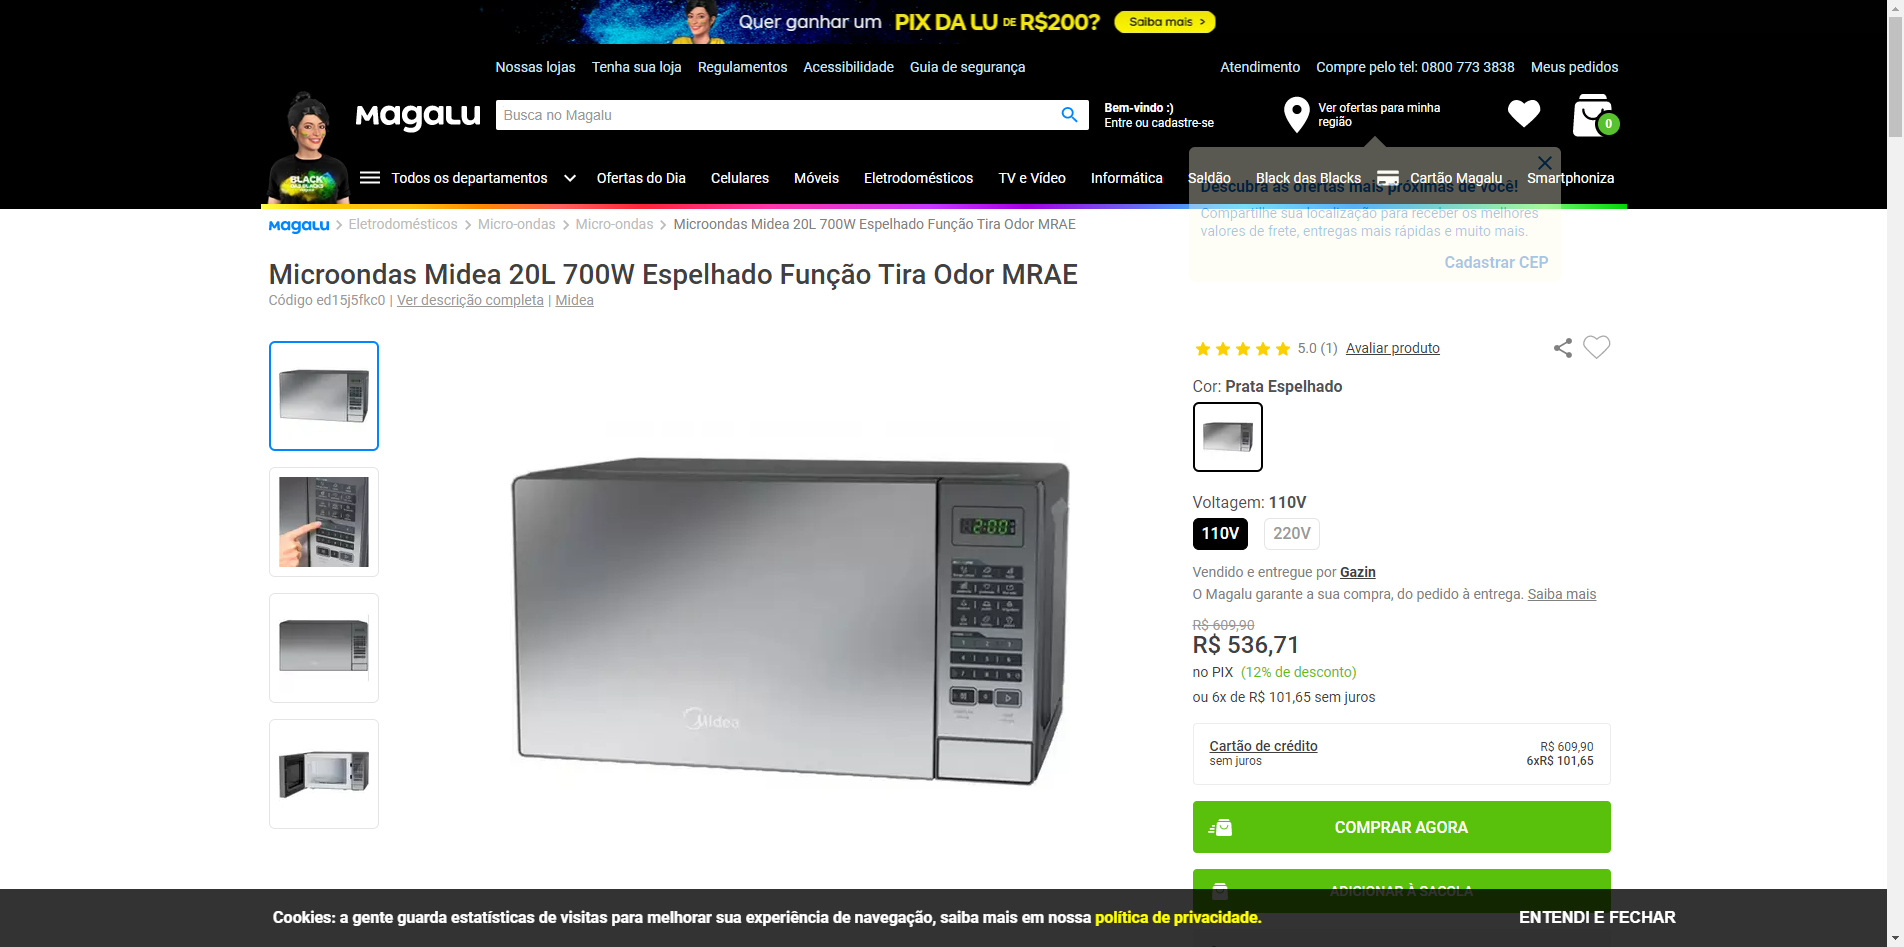 Quer ganhar um PIX DA LU DE R$200? Saiba mais >
Nossas lojas Tenha sua loja Regulamentos Acessibilidade Guia de segurança Atendimento Compre pelo tel: 0800 773 3838 Meus pedidos
Magalu
Busca no Magalu
Bem-vindo :)
Entre ou cadastre-se
Ver ofertas para minha
região
0
BLACK
Todos os departamentos Ofertas do Dia Celulares Móveis Eletrodomésticos TV e Vídeo Informática Saldão Black das Blacks Cartão Magalu Smartphoniza
Descubra as ofertas mais próximas de você!
Compartilhe sua localização para receber os melhores
valores de frete, entregas mais rápidas e muito mais.
Cadastrar CEP
Magalu > Eletrodomésticos > Micro-ondas > Micro-ondas > Microondas Midea 20L 700W Espelhado Função Tira Odor MRAE
Microondas Midea 20L 700W Espelhado Função Tira Odor MRAE
Código ed15j5fkc0 | Ver descrição completa | Midea
2:00
Midea
5.0 (1) Avaliar produto
Cor: Prata Espelhado
Voltagem: 110V
110V 220V
Vendido e entregue por Gazin
O Magalu garante a sua compra, do pedido à entrega. Saiba mais
R$ 609,90
R$ 536,71
no PIX (12% de desconto)
ou 6x de R$ 101,65 sem juros
Cartão de crédito R$ 609,90
sem juros 6xR$ 101,65
COMPRAR AGORA
ADICIONAR À SACOLA
Cookies: a gente guarda estatísticas de visitas para melhorar sua experiência de navegação, saiba mais em nossa política de privacidade.
ENTENDI E FECHAR